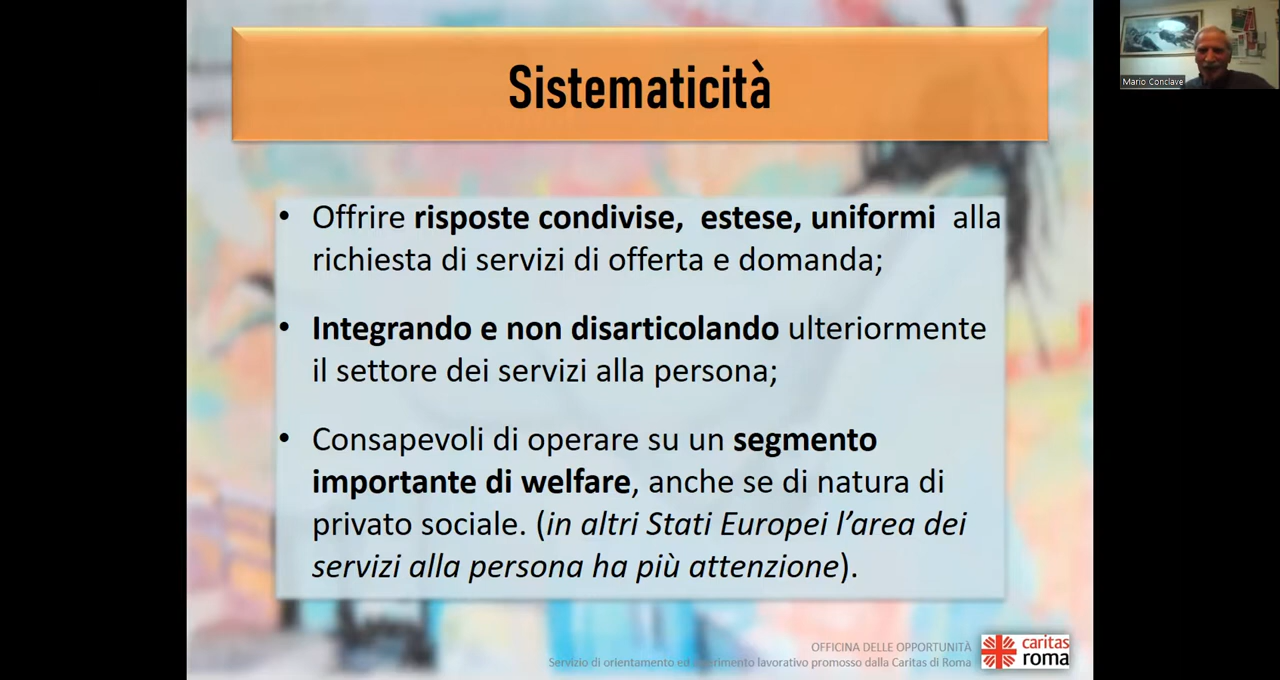 Sistematicità
Mario Conclave
• Offrire risposte condivise, estese, uniformi alla
richiesta di servizi di offerta e domanda;
• Integrando e non disarticolando ulteriormente
il settore dei servizi alla persona;
• Consapevoli di operare su un segmento
importante di welfare, anche se di natura di
privato sociale. (in altri Stati Europei l’area dei
servizi alla persona ha più attenzione).
OFFICINA DELLE OPPORTUNITÀ
Servizio di orientamento ed lavorativo promosso dalla Caritas di Roma
caritas
roma